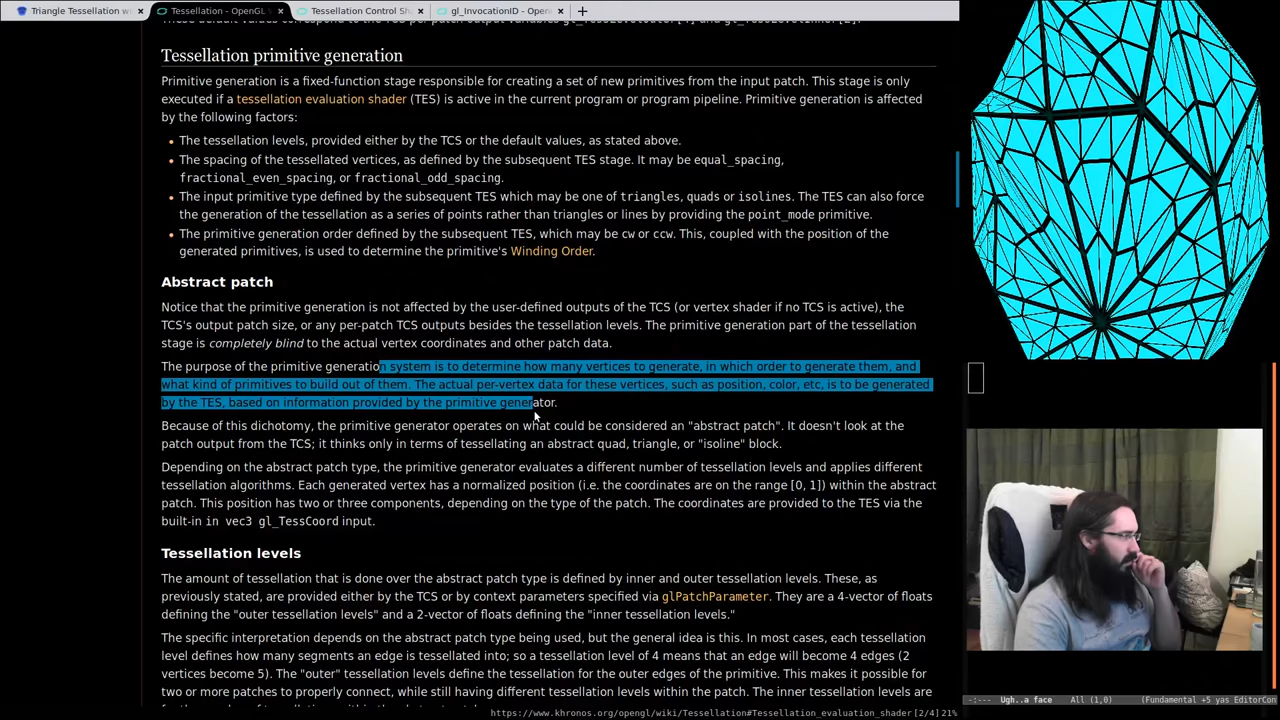 Triangle Tessellation wi × Tessellation - OpenGL × Tessellation Control Sha × gl_InvocationID - Open ×
Tessellation primitive generation
Primitive generation is a fixed-function stage responsible for creating a set of new primitives from the input patch. This stage is only
executed if a tessellation evaluation shader (TES) is active in the current program or program pipeline. Primitive generation is affected
by the following factors:
• The tessellation levels, provided either by the TCS or the default values, as stated above.
• The spacing of the tessellated vertices, as defined by the subsequent TES stage. It may be equal_spacing,
fractional_even_spacing, or fractional_odd_spacing.
• The input primitive type defined by the subsequent TES which may be one of triangles, quads or isolines. The TES can also force
the generation of the tessellation as a series of points rather than triangles or lines by providing the point_mode primitive.
• The primitive generation order defined by the subsequent TES, which may be cw or ccw. This, coupled with the position of the
generated primitives, is used to determine the primitive's Winding Order.
Abstract patch
Notice that the primitive generation is not affected by the user-defined outputs of the TCS (or vertex shader if no TCS is active), the
TCS's output patch size, or any per-patch TCS outputs besides the tessellation levels. The primitive generation part of the tessellation
stage is completely blind to the actual vertex coordinates and other patch data.
The purpose of the primitive generation system is to determine how many vertices to generate, in which order to generate them, and
what kind of primitives to build out of them. The actual per-vertex data for these vertices, such as position, color, etc, is to be generated
by the TES, based on information provided by the primitive generator.
Because of this dichotomy, the primitive generator operates on what could be considered an "abstract patch". It doesn't look at the
patch output from the TCS; it thinks only in terms of tessellating an abstract quad, triangle, or "isoline" block.
Depending on the abstract patch type, the primitive generator evaluates a different number of tessellation levels and applies different
tessellation algorithms. Each generated vertex has a normalized position (i.e. the coordinates are on the range [0, 1]) within the abstract
patch. This position has two or three components, depending on the type of the patch. The coordinates are provided to the TES via the
built-in in vec3 gl_TessCoord input.
Tessellation levels
The amount of tessellation that is done over the abstract patch type is defined by inner and outer tessellation levels. These, as
previously stated, are provided either by the TCS or by context parameters specified via glPatchParameter. They are a 4-vector of floats
defining the "outer tessellation levels" and a 2-vector of floats defining the "inner tessellation levels."
The specific interpretation depends on the abstract patch type being used, but the general idea is this. In most cases, each tessellation
level defines how many segments an edge is tessellated into; so a tessellation level of 4 means that an edge will become 4 edges (2
vertices become 5). The "outer" tessellation levels define the tessellation for the outer edges of the primitive. This makes it possible for
two or more patches to properly connect, while still having different tessellation levels within the patch. The inner tessellation levels are
https://www.khronos.org/opengl/wiki/Tessellation#Tessellation_evaluation_shader [2/4] 21%
-:--- Ugh..a face All (1,0) (Fundamental +5 yas EditorCon